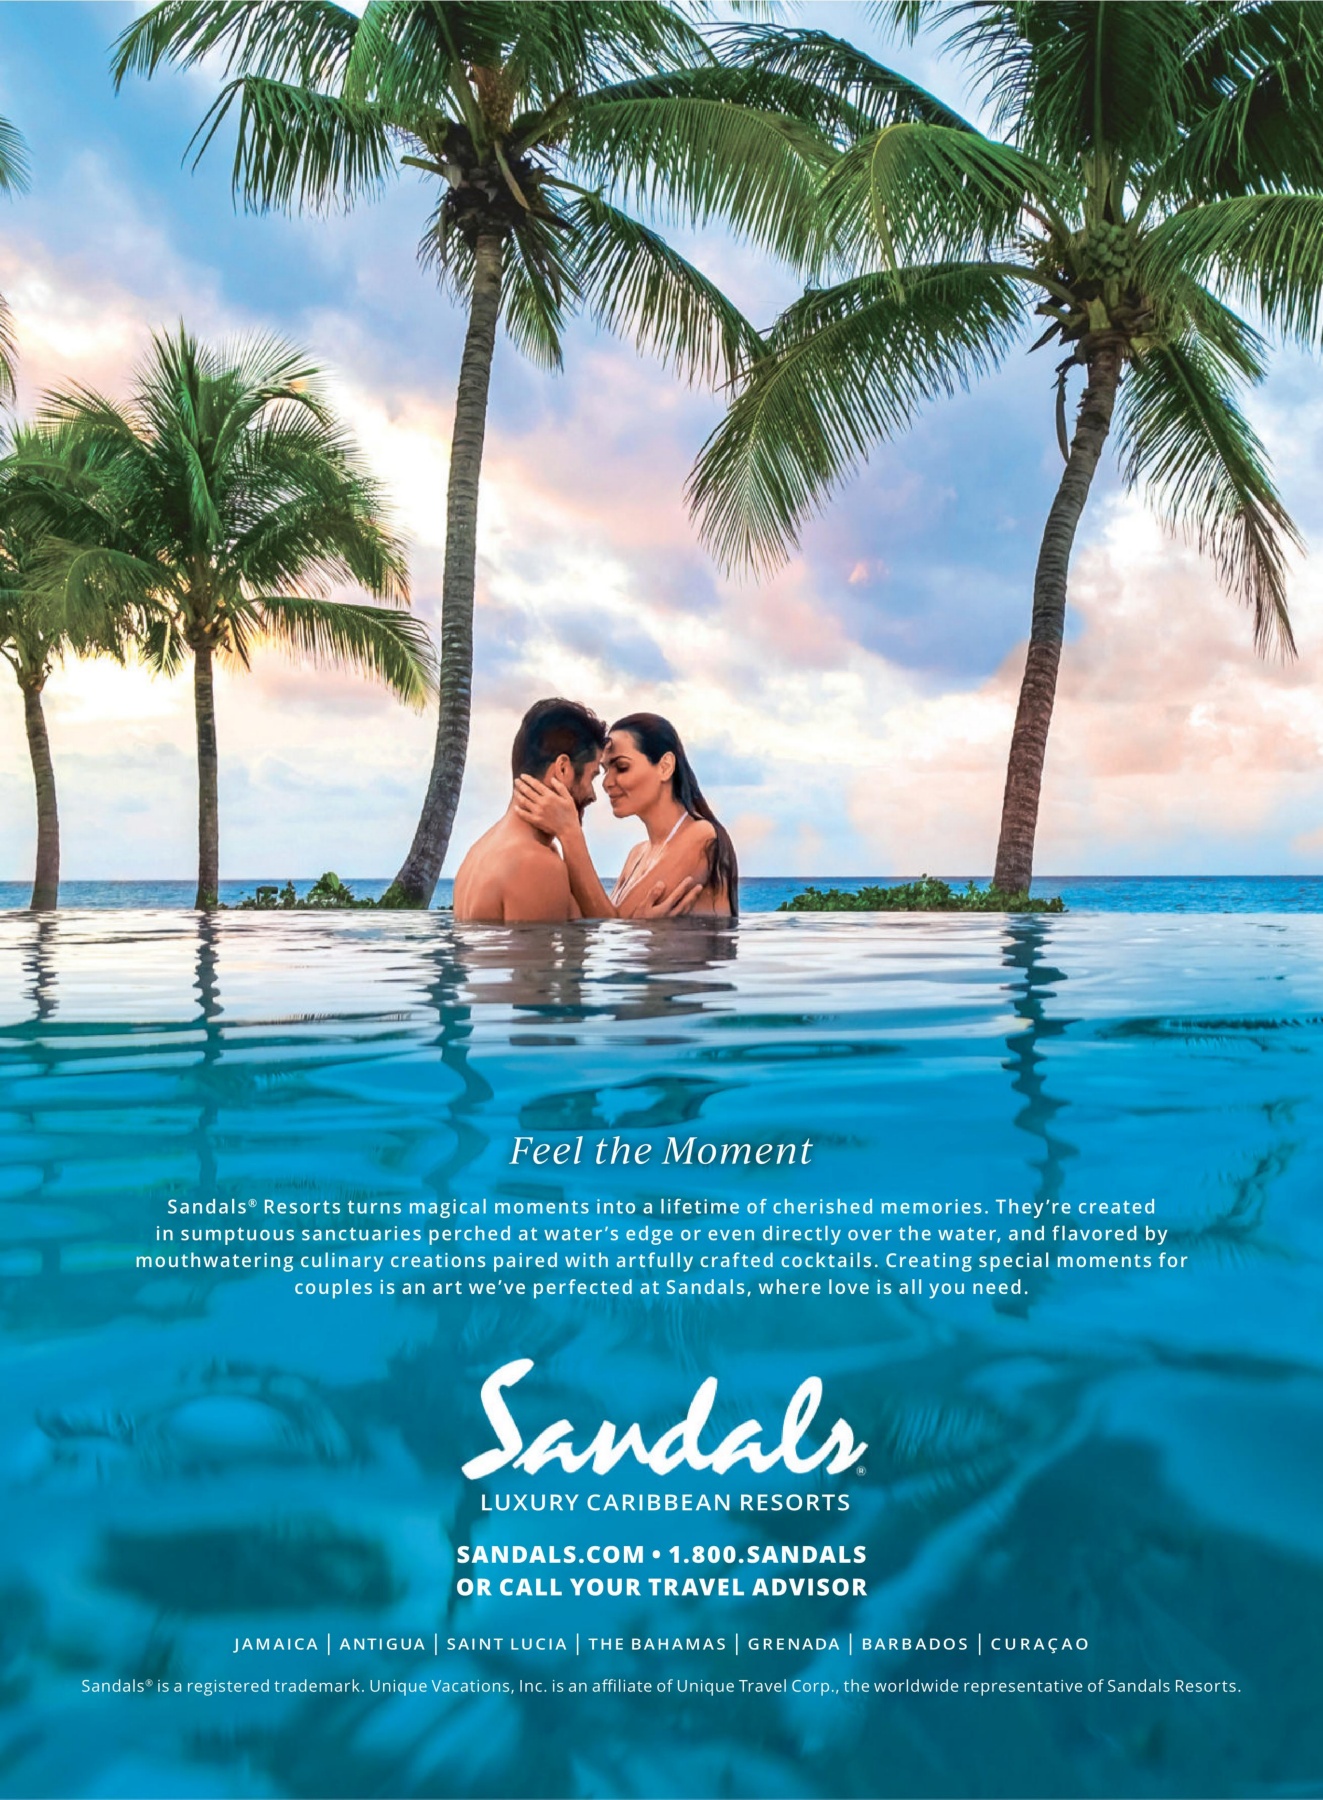 Feel the Moment
Sandals® Resorts turns magical moments into a lifetime of cherished memories. They’re created
in sumptuous sanctuaries perched at water’s edge or even directly over the water, and flavored by
mouthwatering culinary creations paired with artfully crafted cocktails. Creating special moments for
couples is an art we’ve perfected at Sandals, where love is all you need.
Sandals®
LUXURY CARIBBEAN RESORTS
SANDALS.COM • 1.800.SANDALS
OR CALL YOUR TRAVEL ADVISOR
JAMAICA | ANTIGUA | SAINT LUCIA | THE BAHAMAS | GRENADA | BARBADOS | CURAÇAO
Sandals® is a registered trademark. Unique Vacations, Inc. is an affiliate of Unique Travel Corp., the worldwide representative of Sandals Resorts.